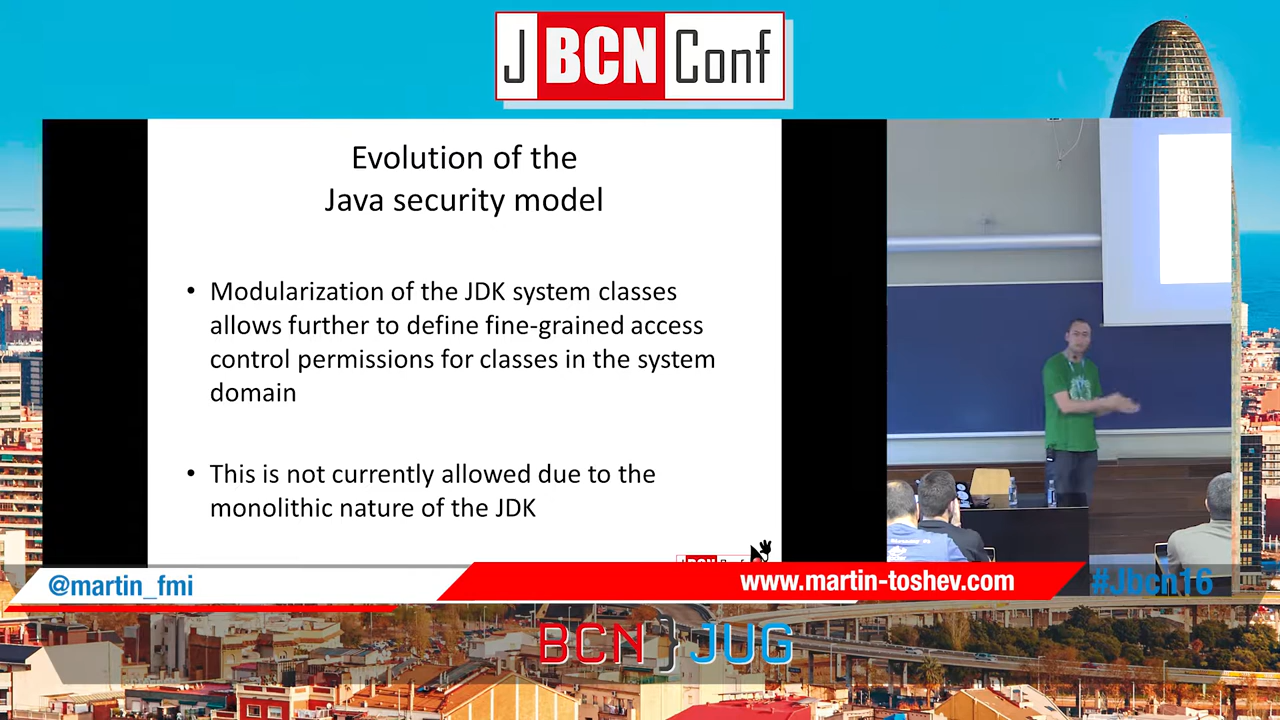 J BCN Conf
Evolution of the
Java security model
• Modularization of the JDK system classes
allows further to define fine-grained access
control permissions for classes in the system
domain
• This is not currently allowed due to the
monolithic nature of the JDK
@martin_fmi
www.martin-toshev.com
#Jbcn16
BCN JUG